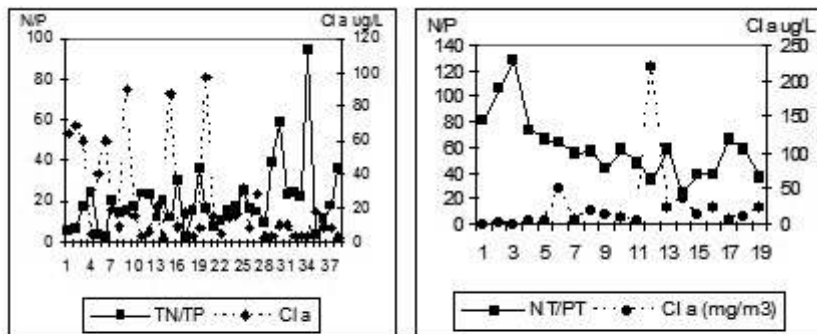 N/P Cl a ug/L
100 120
80 100
60 80
40 60
20 40
0 20
0
1 4 7 10 13 16 19 22 25 28 31 34 37
TN/TP Cl a
N/P Cl a ug/L
140 250
120 200
100 150
80 100
60 50
40 0
20
0
1 3 5 7 9 11 13 15 17 19
NT/PT Cl a (mg/m3)